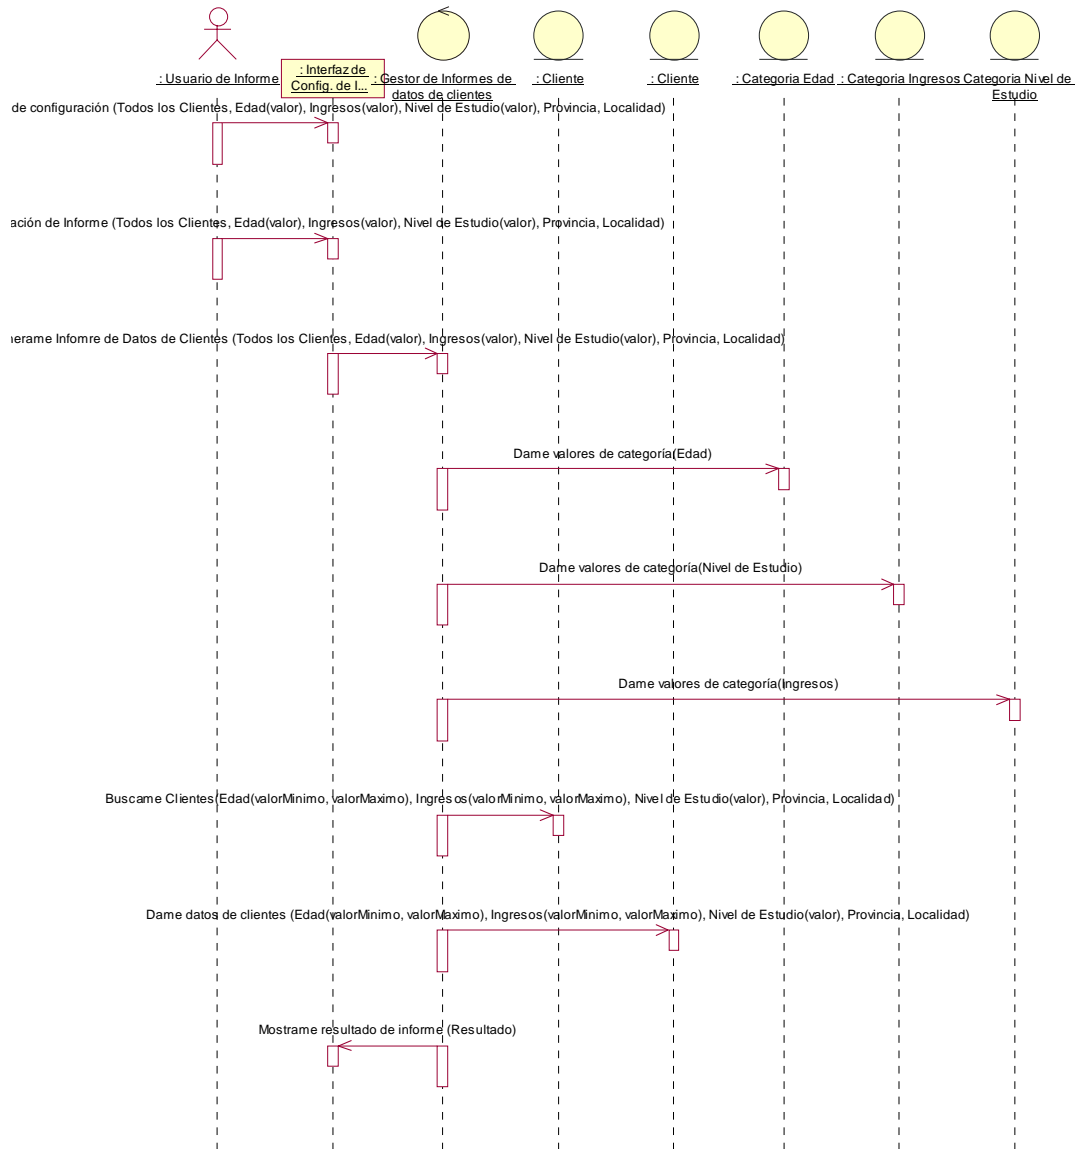 : Usuario de Informe
: Interfaz de
Config. de I...
: Gestor de Informes de
datos de clientes
: Cliente
: Cliente
: Categoria Edad
: Categoria Ingresos
Categoria Nivel de
Estudio
de configuración (Todos los Clientes, Edad(valor), Ingresos(valor), Nivel de Estudio(valor), Provincia, Localidad)
de Informe (Todos los Clientes, Edad(valor), Ingresos(valor), Nivel de Estudio(valor), Provincia, Localidad)
Infomre de Datos de Clientes (Todos los Clientes, Edad(valor), Ingresos(valor), Nivel de Estudio(valor), Provincia, Localidad)
Dame valores de categoría(Edad)
Dame valores de categoría(Nivel de Estudio)
Dame valores de categoría(Ingresos)
Buscame Clientes(Edad(valorMinimo, valorMaximo), Ingresos(valorMinimo, valorMaximo), Nivel de Estudio(valor), Provincia, Localidad)
Dame datos de clientes (Edad(valorMinimo, valorMaximo), Ingresos(valorMinimo, valorMaximo), Nivel de Estudio(valor), Provincia, Localidad)
Mostrame resultado de informe (Resultado)